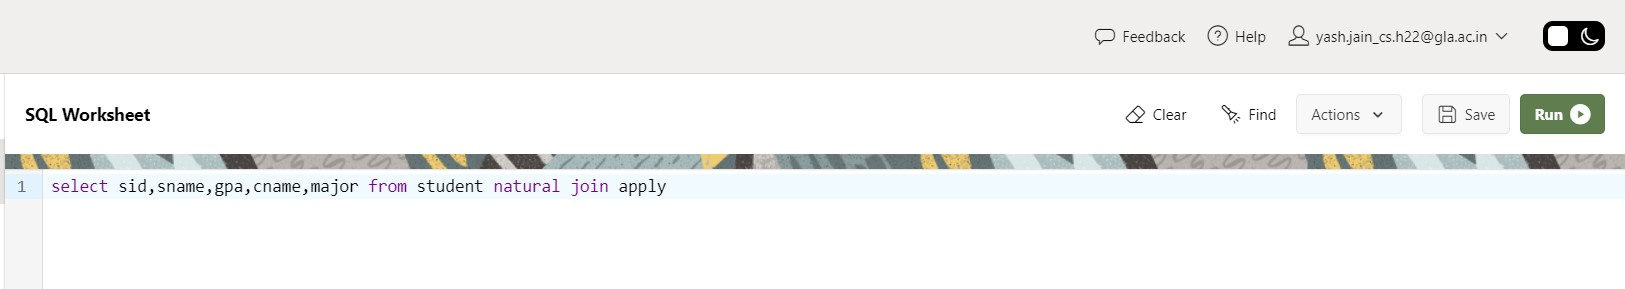 Feedback Help yash.jain_cs.h22@gla.ac.in
SQL Worksheet Clear Find Actions Save Run
1 select sid,sname,gpa,cname,major from student natural join apply